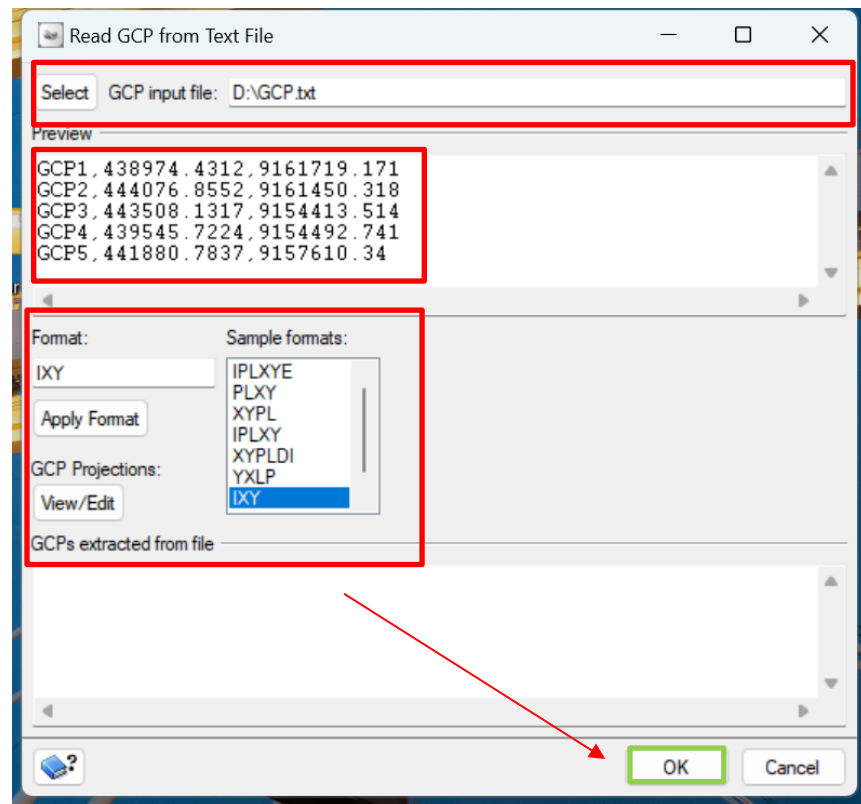 Read GCP from Text File
Select GCP input file: D:\GCP.txt
Preview
GCP1,438974.4312,9161719.171
GCP2,444076.8552,9161450.318
GCP3,443508.1317,9154413.514
GCP4,439545.7224,9154492.741
GCP5,441880.7837,9157610.34
Format: Sample formats:
IXY
IPLXYE
PLXY
XYPL
IPLXY
XYPLDI
YXLP
IXY
Apply Format
GCP Projections:
View/Edit
GCPs extracted from file
OK Cancel